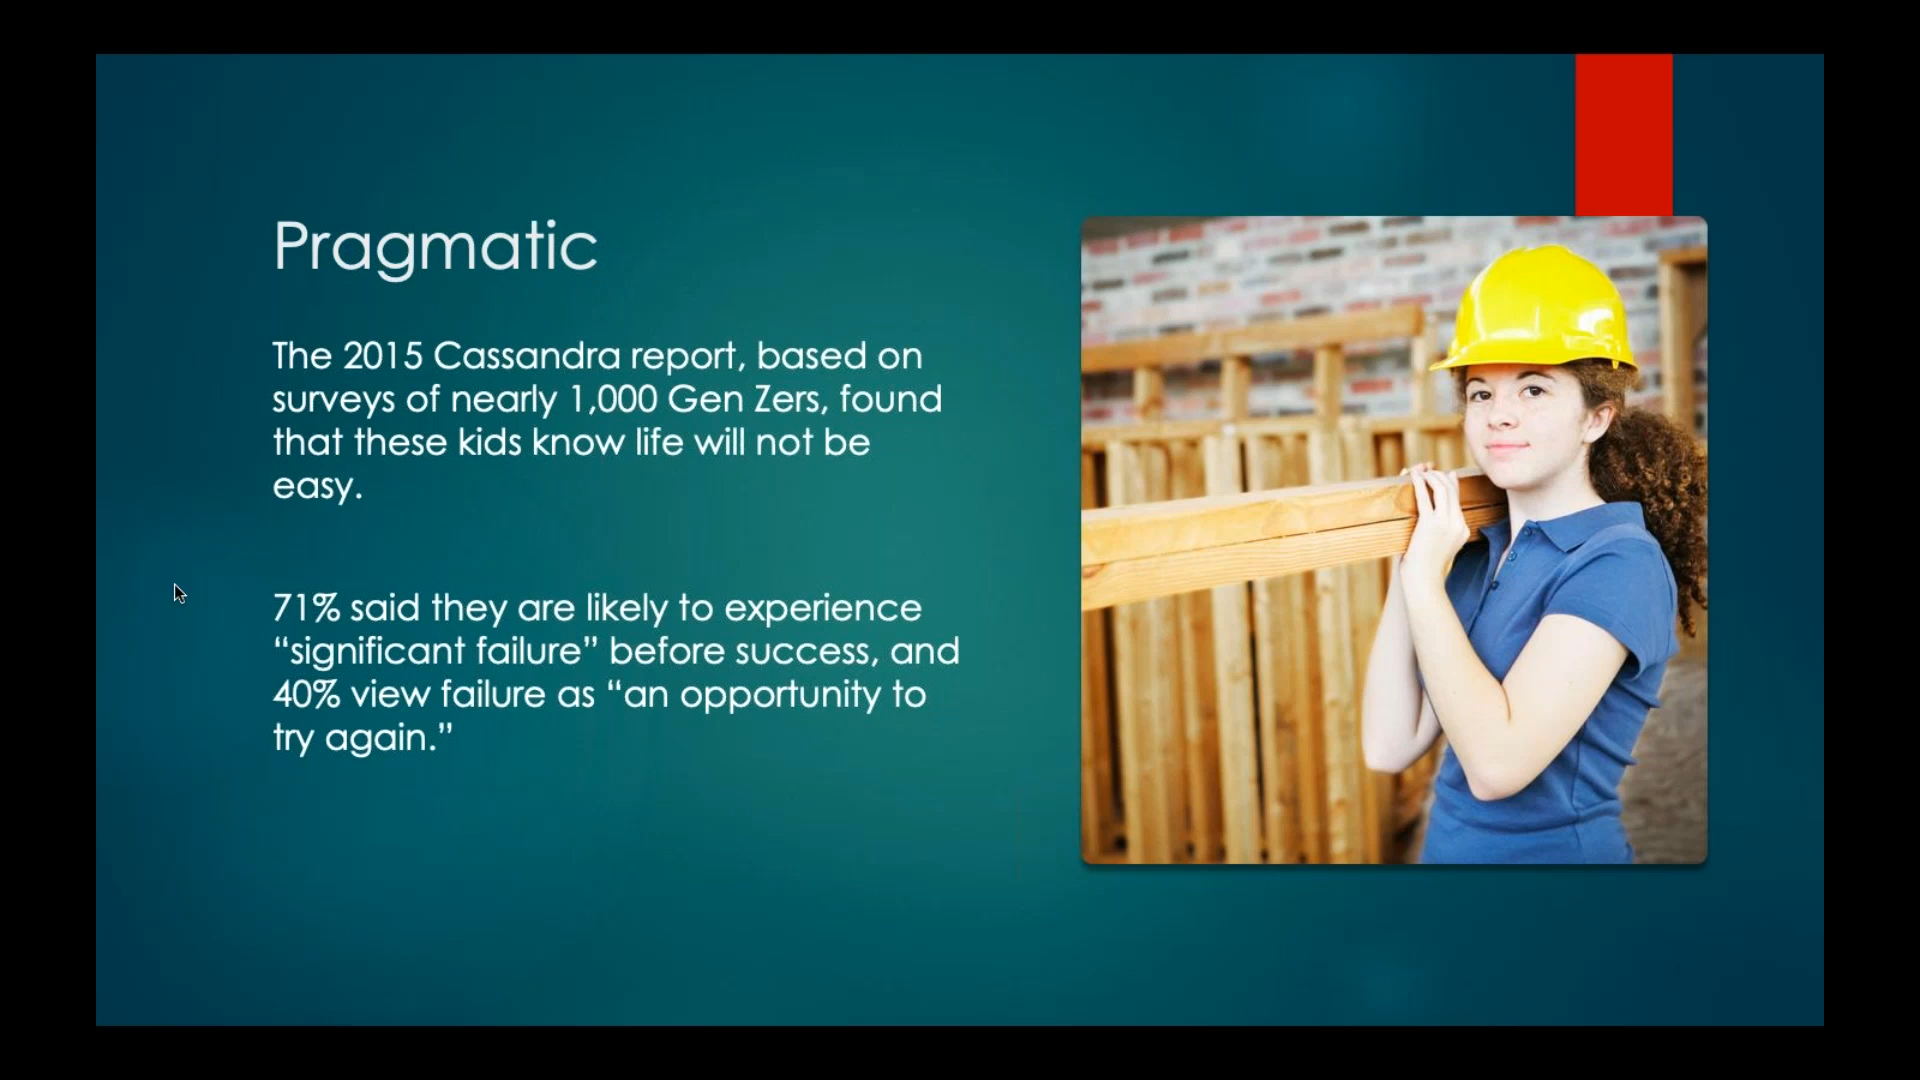 Pragmatic
The 2015 Cassandra report, based on
surveys of nearly 1,000 Gen Zers, found
that these kids know life will not be
easy.
71% said they are likely to experience
“significant failure” before success, and
40% view failure as “an opportunity to
try again.”